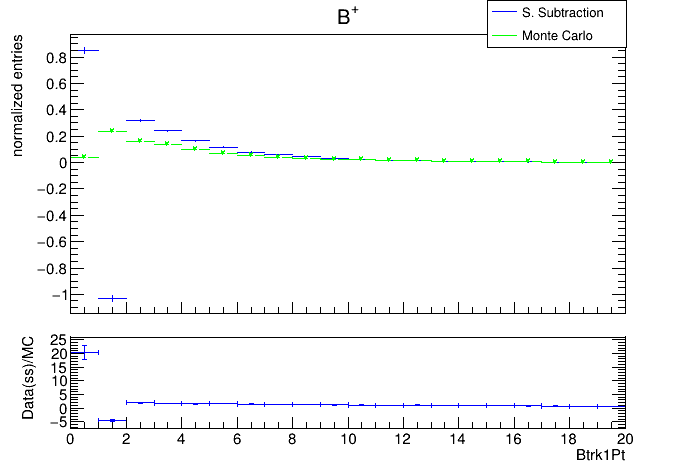 B+
S. Subtraction
Monte Carlo
normalized entries
0.8
0.6
0.4
0.2
0
−0.2
−0.4
−0.6
−0.8
−1
Data(ss)/MC
25
20
15
10
5
0
−5
0 2 4 6 8 10 12 14 16 18 20
Btrk1Pt